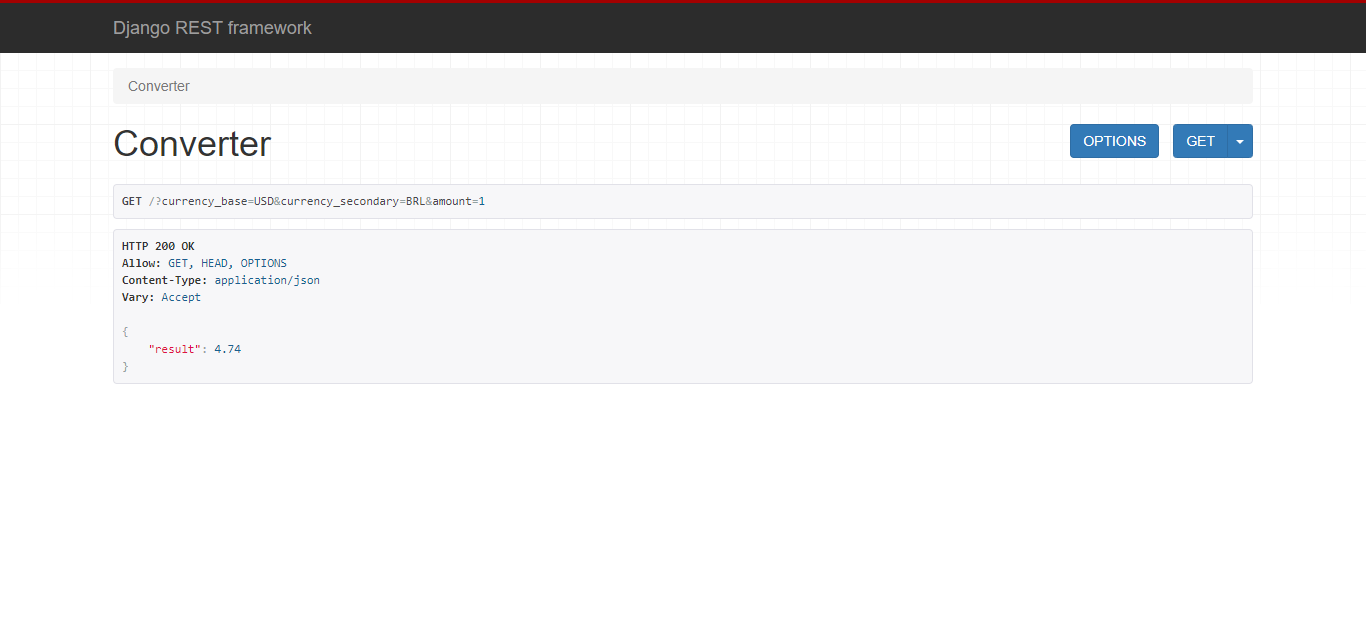 Django REST framework
Converter
Converter
OPTIONS
GET
GET /?currency_base=USD&currency_secondary=BRL&amount=1
HTTP 200 OK
Allow: GET, HEAD, OPTIONS
Content-Type: application/json
Vary: Accept
{
    "result": 4.74
}